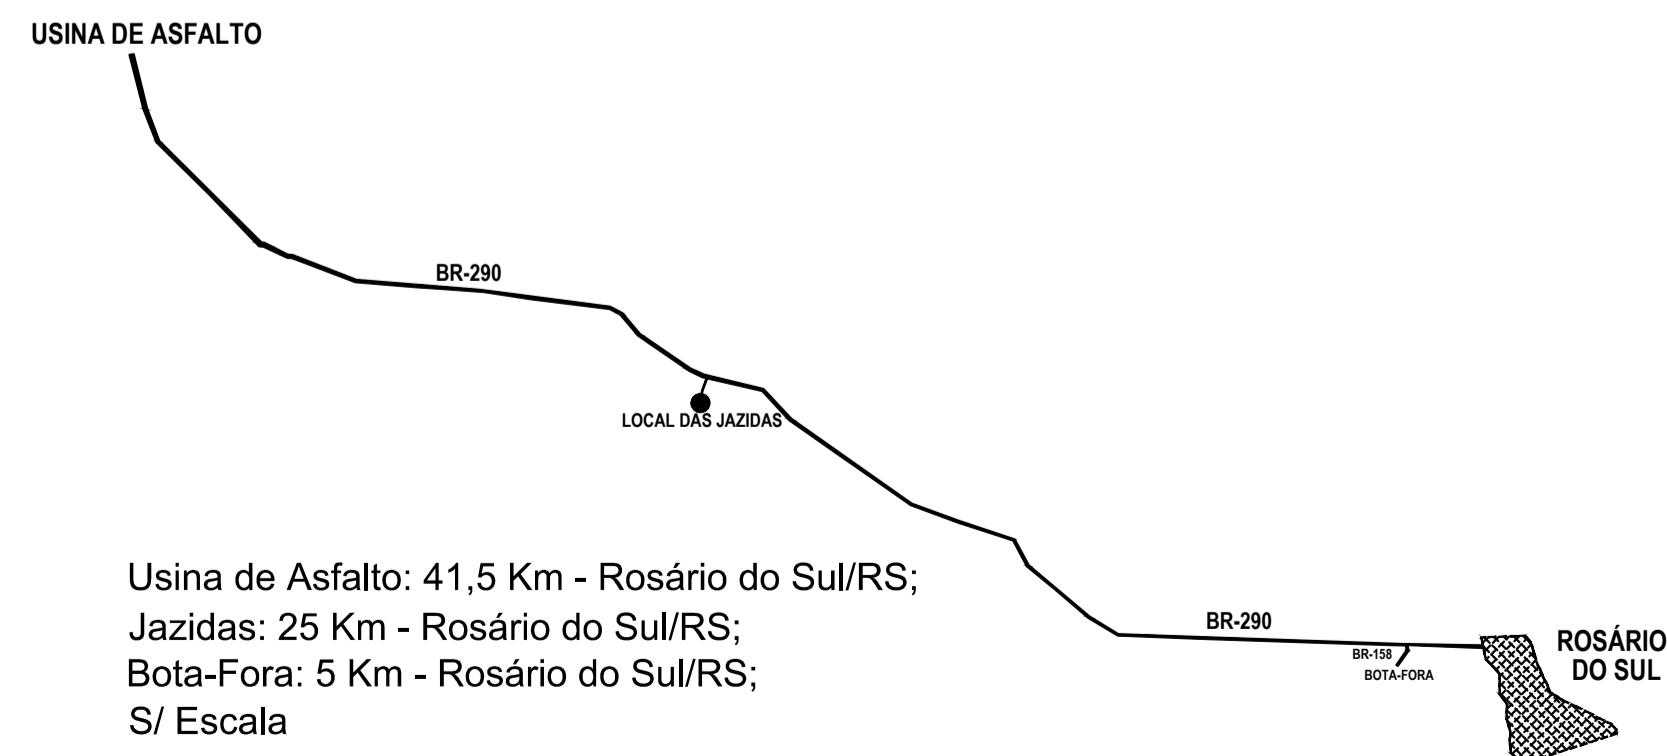 USINA DE ASFALTO
BR-290
LOCAL DAS JAZIDAS
Usina de Asfalto: 41,5 Km - Rosário do Sul/RS;
Jazidas: 25 Km - Rosário do Sul/RS;
Bota-Fora: 5 Km - Rosário do Sul/RS;
S/ Escala
BR-290
BR-158
BOTA-FORA
ROSÁRIO
DO SUL